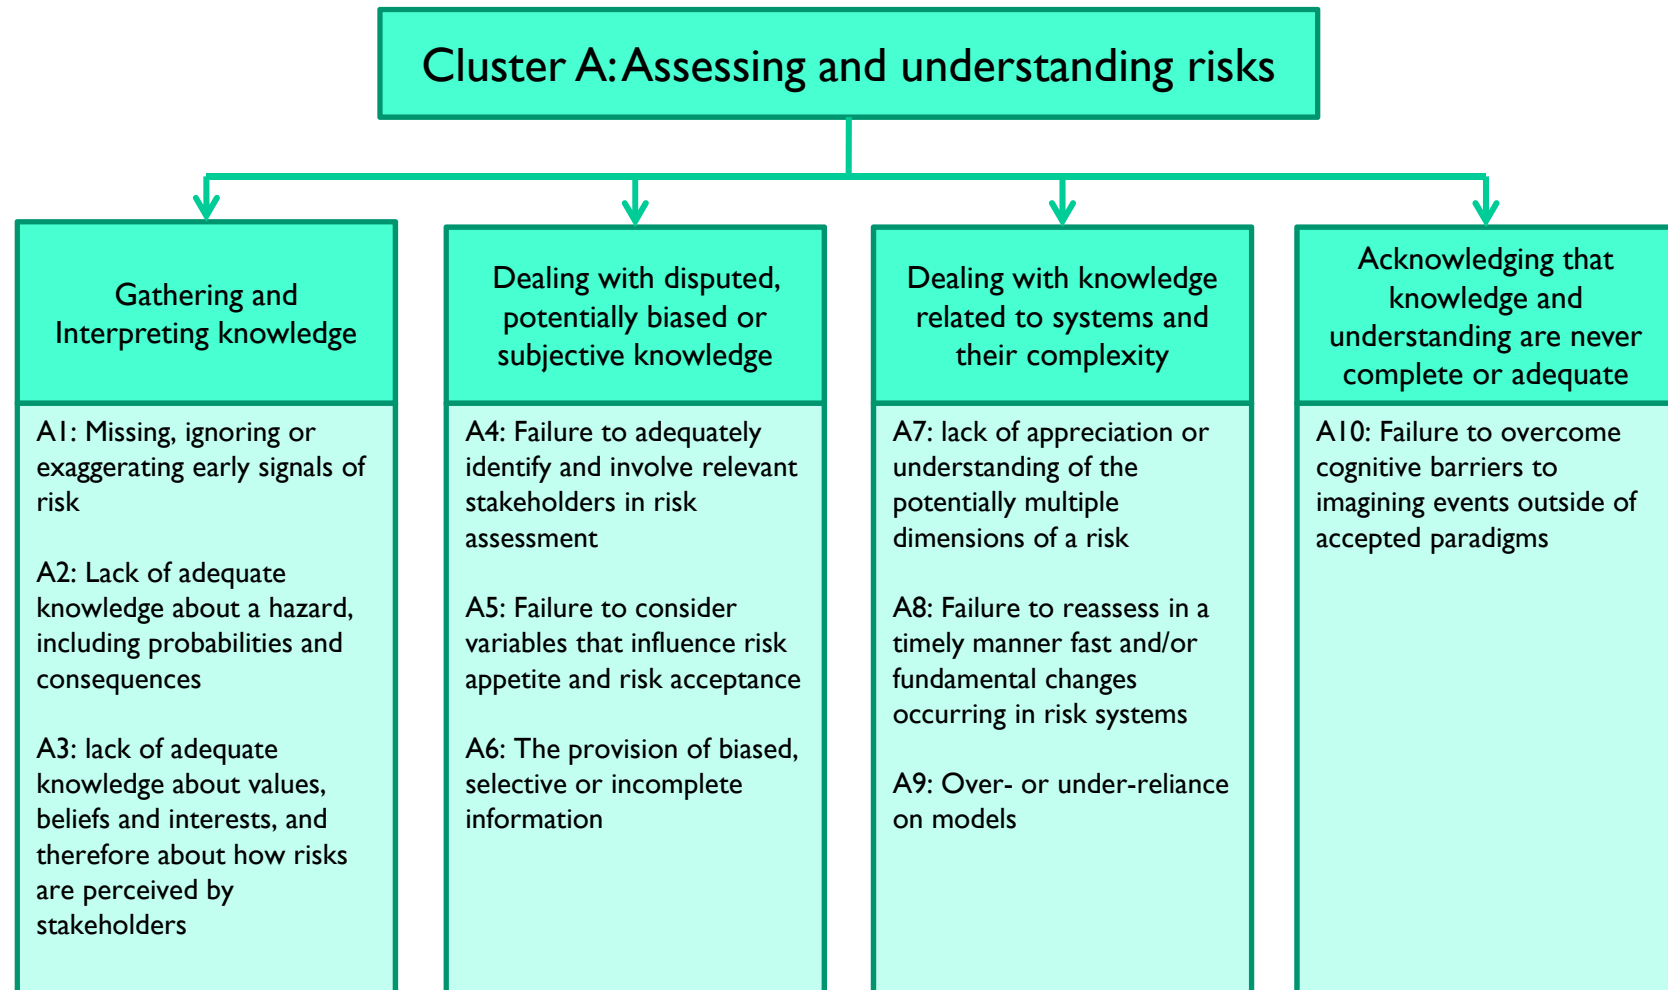 Cluster A: Assessing and understanding risks
Gathering and
Interpreting knowledge
A1: Missing, ignoring or
exaggerating early signals of
risk
A2: Lack of adequate
knowledge about a hazard,
including probabilities and
consequences
A3: lack of adequate
knowledge about values,
beliefs and interests, and
therefore about how risks
are perceived by
stakeholders
Dealing with disputed,
potentially biased or
subjective knowledge
A4: Failure to adequately
identify and involve relevant
stakeholders in risk
assessment
A5: Failure to consider
variables that influence risk
appetite and risk acceptance
A6: The provision of biased,
selective or incomplete
information
Dealing with knowledge
related to systems and
their complexity
A7: lack of appreciation or
understanding of the
potentially multiple
dimensions of a risk
A8: Failure to reassess in a
timely manner fast and/or
fundamental changes
occurring in risk systems
A9: Over- or under-reliance
on models
Acknowledging that
knowledge and
understanding are never
complete or adequate
A10: Failure to overcome
cognitive barriers to
imagining events outside of
accepted paradigms